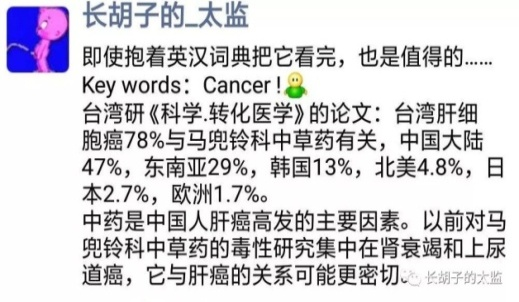 长胡子的_太监
即使抱着英汉词典把它看完，也是值得的……
Key words：Cancer !
台湾研《科学.转化医学》的论文：台湾肝细
胞癌78%与马兜铃科中草药有关，中国大陆
47%，东南亚29%，韩国13%，北美4.8%，日
本2.7%，欧洲1.7%。
中药是中国人肝癌高发的主要因素。以前对马
兜铃科中草药的毒性研究集中在肾衰竭和上尿
道癌，它与肝癌的关系可能更密切。
长胡子的太监